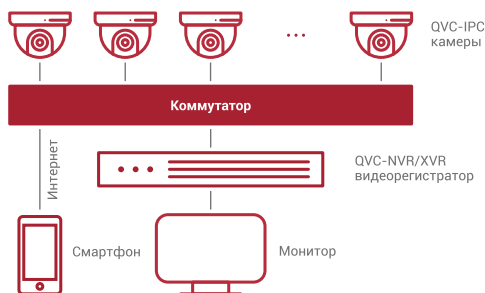 QVC-IPC
камеры
...
Коммутатор
Интернет
QVC-NVR/XVR
видеорегистратор
Смартфон
Монитор